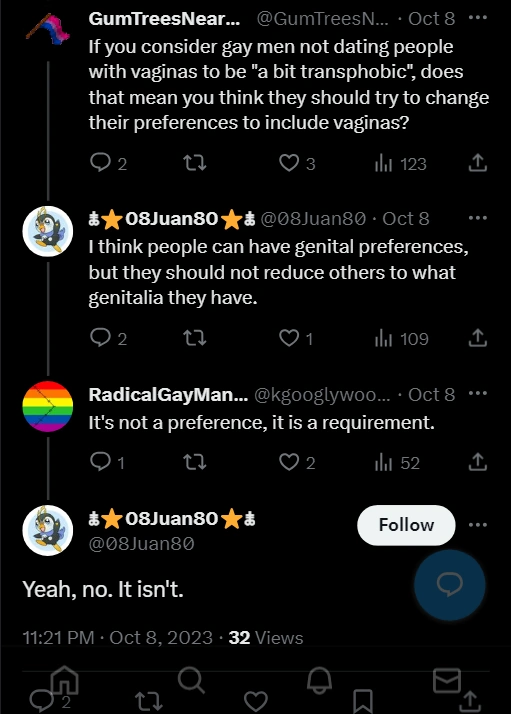 GumTreesNear... @GumTreesN... · Oct 8 ···
If you consider gay men not dating people
with vaginas to be "a bit transphobic", does
that mean you think they should try to change
their preferences to include vaginas?
2 3 123
⚸⭐08Juan80⭐⚸ @08Juan80 · Oct 8 ···
I think people can have genital preferences,
but they should not reduce others to what
genitalia they have.
2 1 109
RadicalGayMan... @kgooglywoo... · Oct 8 ···
It's not a preference, it is a requirement.
1 2 52
⭐08Juan80⭐ Follow ···
@08Juan80
Yeah, no. It isn't.
11:21 PM · Oct 8, 2023 · 32 Views
2